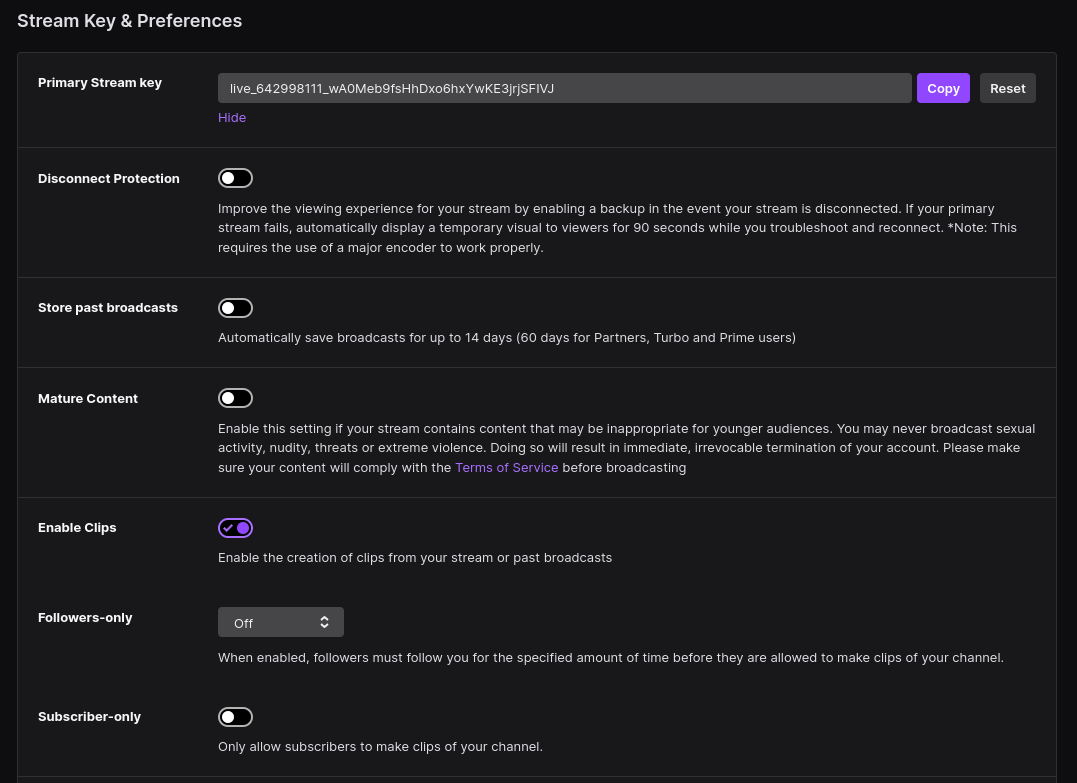 Stream Key & Preferences
Primary Stream key
live_642998111_wA0Meb9fsHhDxo6hxYwKE3jrjSFIVJ
Copy
Reset
Hide
Disconnect Protection
Improve the viewing experience for your stream by enabling a backup in the event your stream is disconnected. If your primary
stream fails, automatically display a temporary visual to viewers for 90 seconds while you troubleshoot and reconnect. *Note: This
requires the use of a major encoder to work properly.
Store past broadcasts
Automatically save broadcasts for up to 14 days (60 days for Partners, Turbo and Prime users)
Mature Content
Enable this setting if your stream contains content that may be inappropriate for younger audiences. You may never broadcast sexual
activity, nudity, threats or extreme violence. Doing so will result in immediate, irrevocable termination of your account. Please make
sure your content will comply with the Terms of Service before broadcasting
Enable Clips
Enable the creation of clips from your stream or past broadcasts
Followers-only
Off
When enabled, followers must follow you for the specified amount of time before they are allowed to make clips of your channel.
Subscriber-only
Only allow subscribers to make clips of your channel.